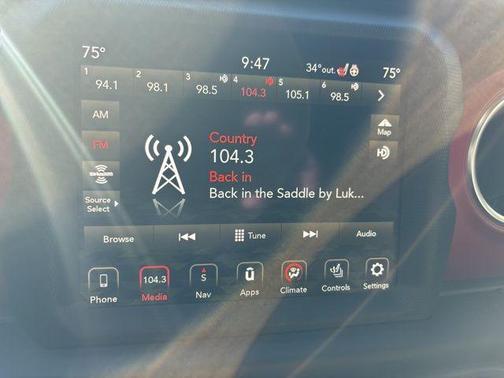 75° 9:47 34° out. 75°
1 94.1 2 98.1 3 98.5 4 104.3 5 105.1 6 98.5
AM
FM
SiriusXM
Source
Select
Country
104.3
Back in
Back in the Saddle by Luk...
Map
HD
Browse Tune Audio
104.3 S ū
Phone Media Nav Apps Climate Controls Settings